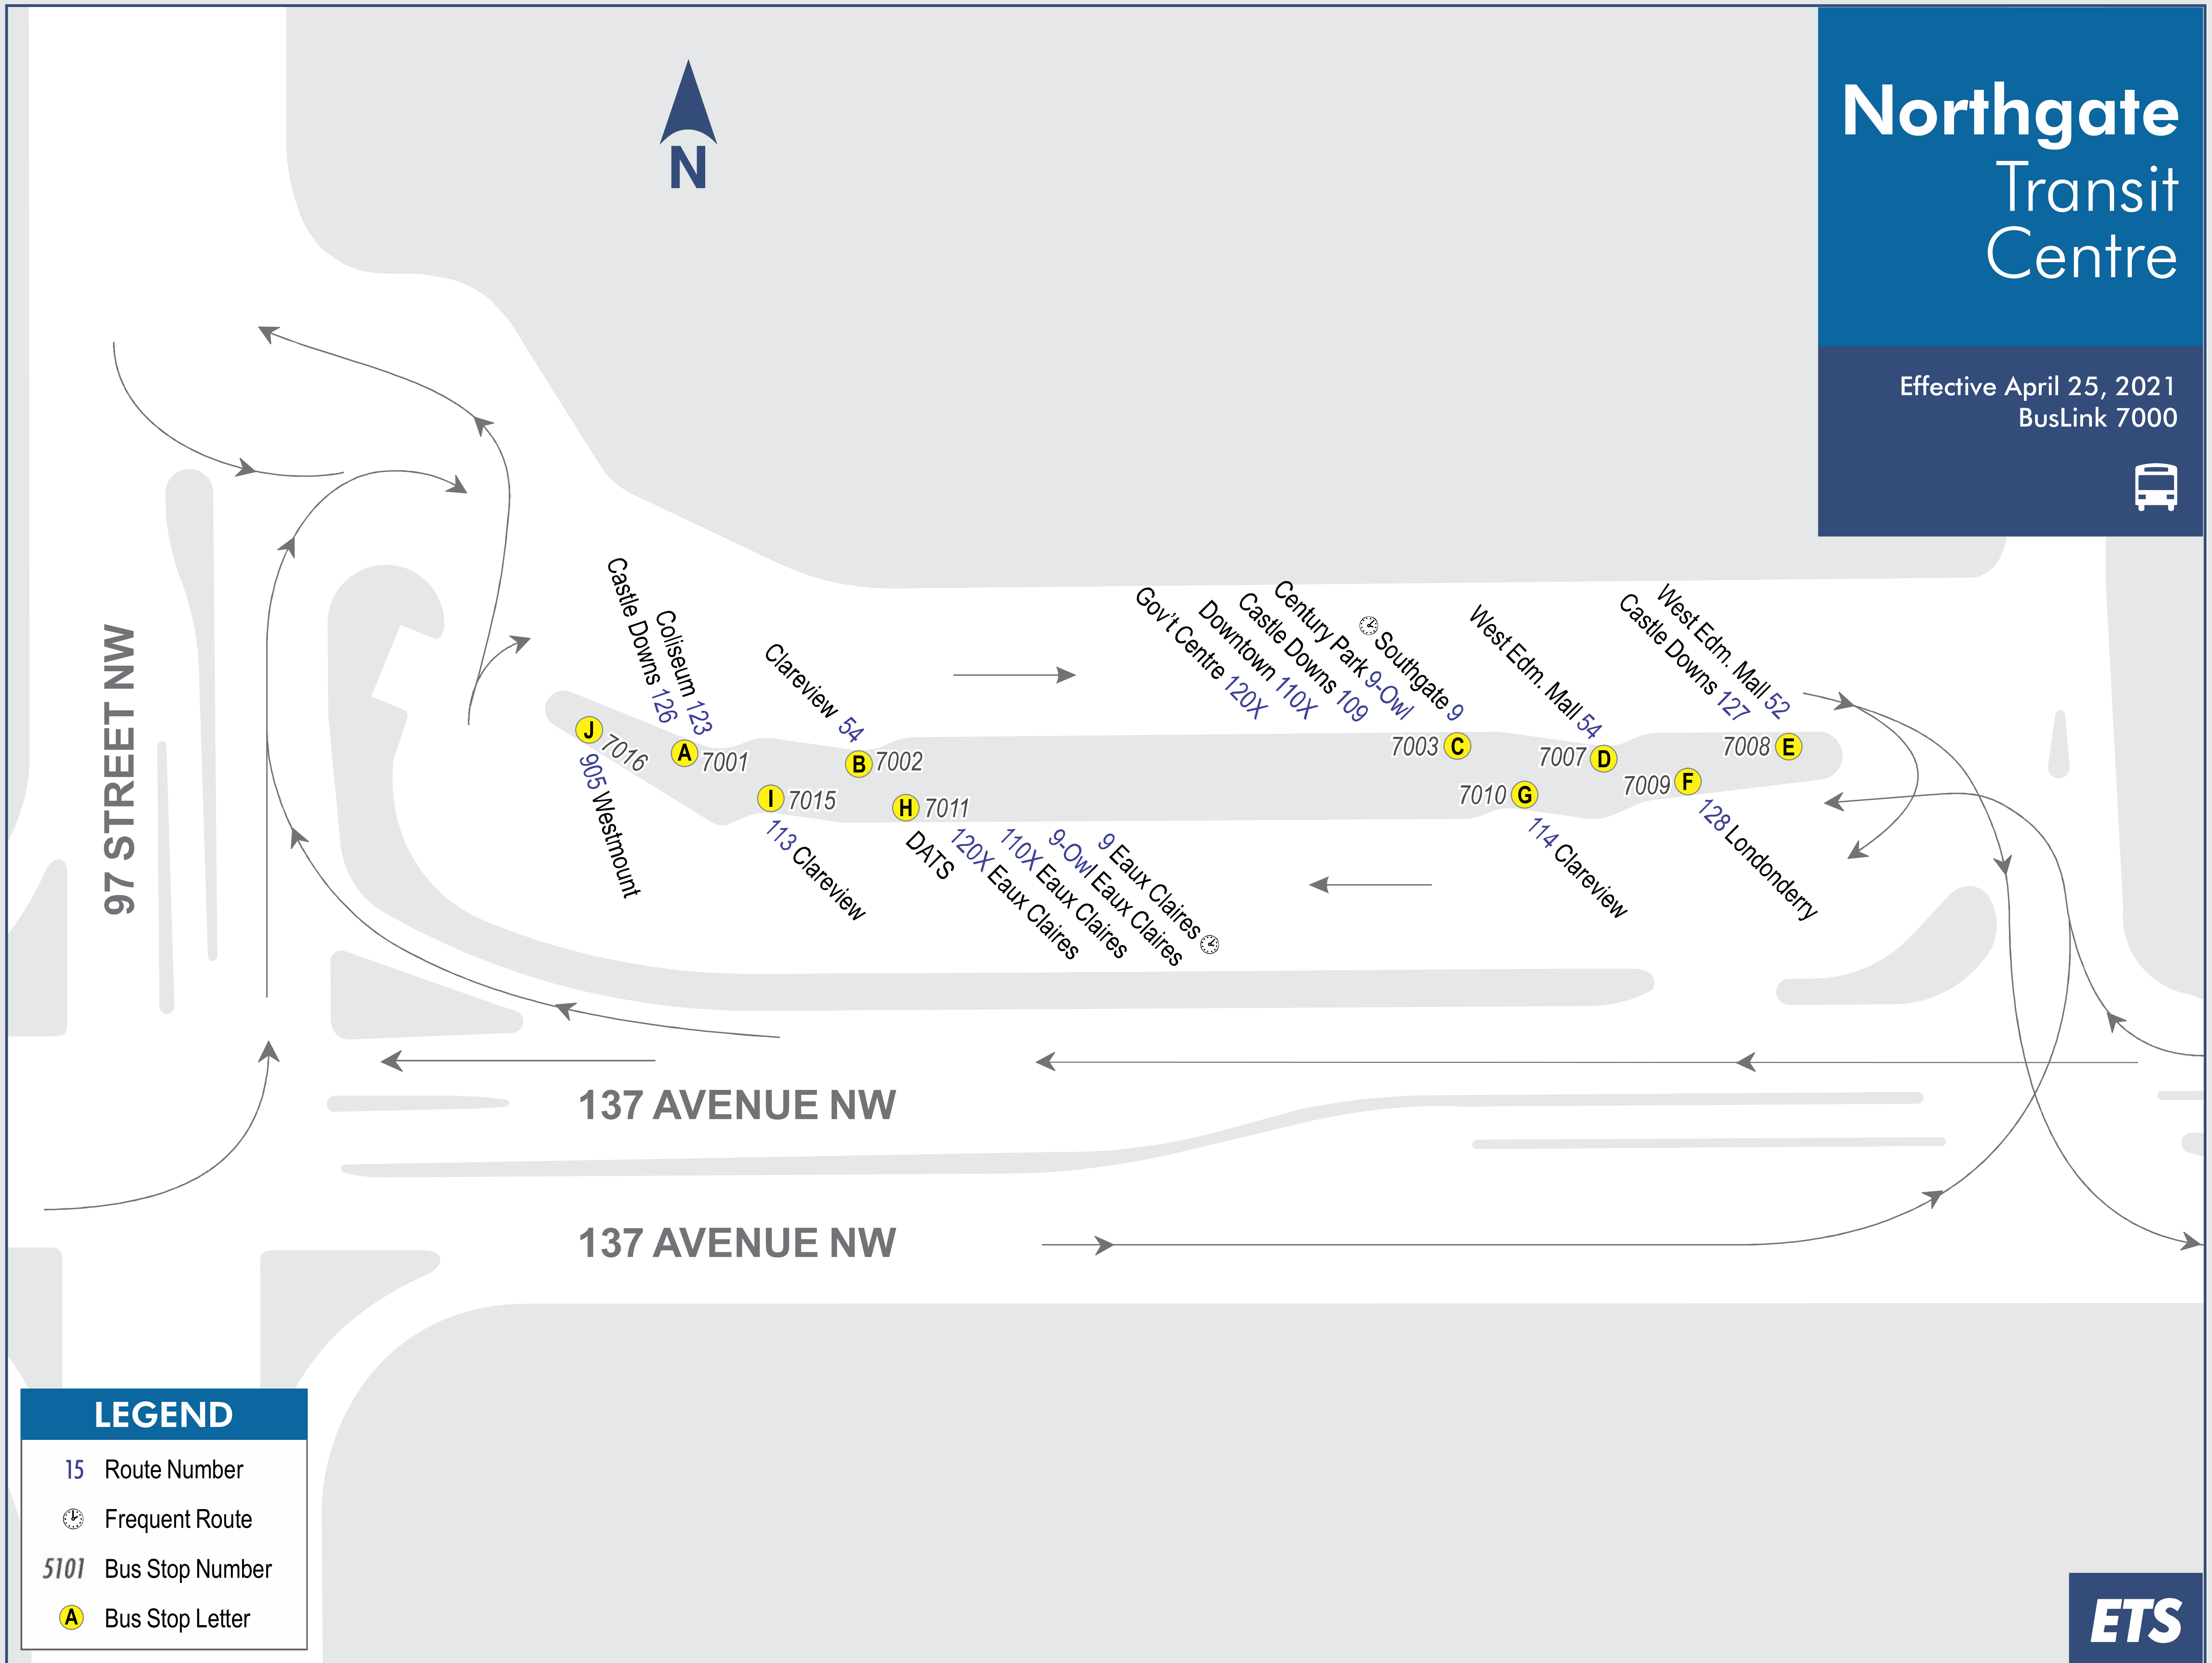 Northgate
Transit
Centre
Effective April 25, 2021
BusLink 7000
N
97 STREET NW
Castle Downs 126
Coliseum 123
Clareview 54
Gov't Centre 120X
Downtown 110X
Castle Downs 109
Century Park 9-Owl
Southgate 9
West Edm. Mall 54
Castle Downs 127
West Edm. Mall 52
J 7016
A 7001
B 7002
7003 C
7007 D
7008 E
I 7015
H 7011
7010 G
7009 F
905 Westmount
113 Clareview
DATS
120X Eaux Claires
110X Eaux Claires
9-Owl Eaux Claires
9 Eaux Claires
114 Clareview
128 Londonderry
137 AVENUE NW
137 AVENUE NW
LEGEND
15 Route Number
Frequent Route
5101 Bus Stop Number
A Bus Stop Letter
ETS